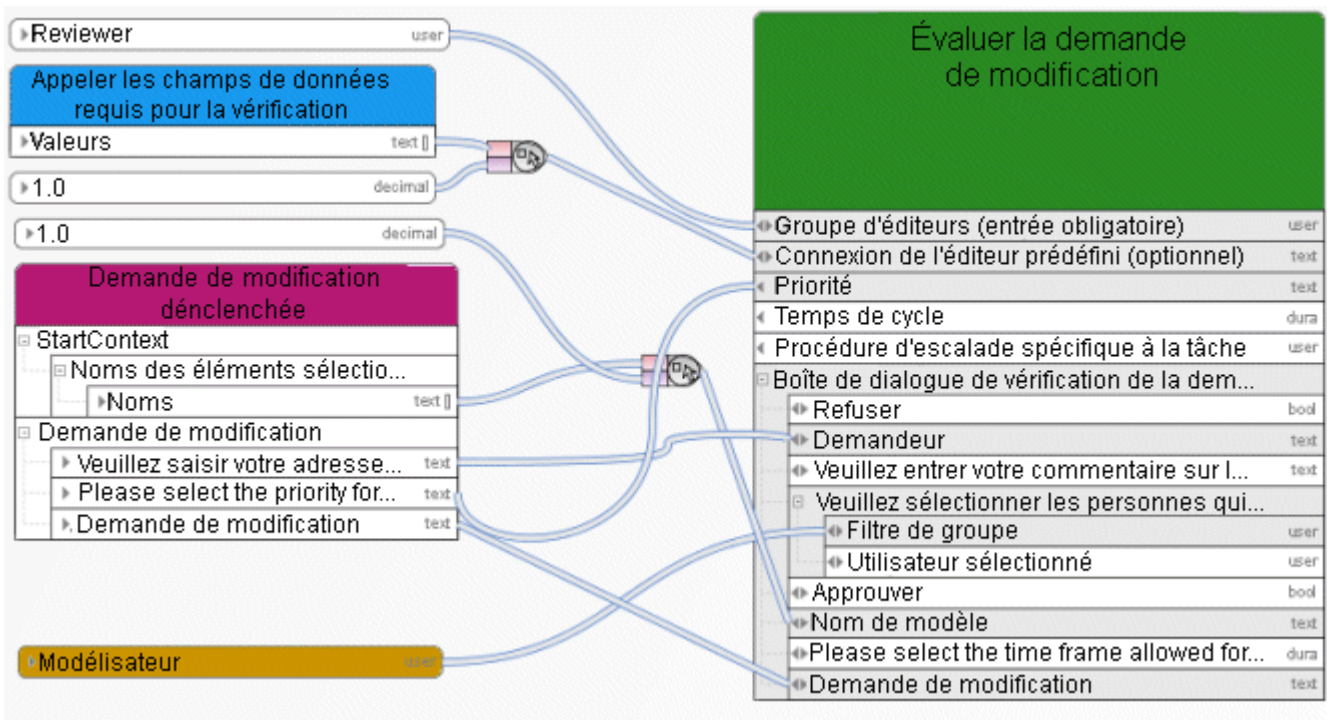 Reviewer user
Appeler les champs de données
requis pour la vérification
Valeurs text []
1.0 decimal
1.0 decimal
Demande de modification
dénclenchée
StartContext
Noms des éléments sélectio...
Noms text []
Demande de modification
Veuillez saisir votre adresse... text
Please select the priority for... text
Demande de modification text
Modélisateur user
Évaluer la demande
de modification
Groupe d'éditeurs (entrée obligatoire) user
Connexion de l'éditeur prédéfini (optionnel) text
Priorité text
Temps de cycle dura
Procédure d'escalade spécifique à la tâche user
Boîte de dialogue de vérification de la dem...
Refuser bool
Demandeur text
Veuillez entrer votre commentaire sur l... text
Veuillez sélectionner les personnes qui...
Filtre de groupe user
Utilisateur sélectionné user
Approuver bool
Nom de modèle text
Please select the time frame allowed for... dura
Demande de modification text